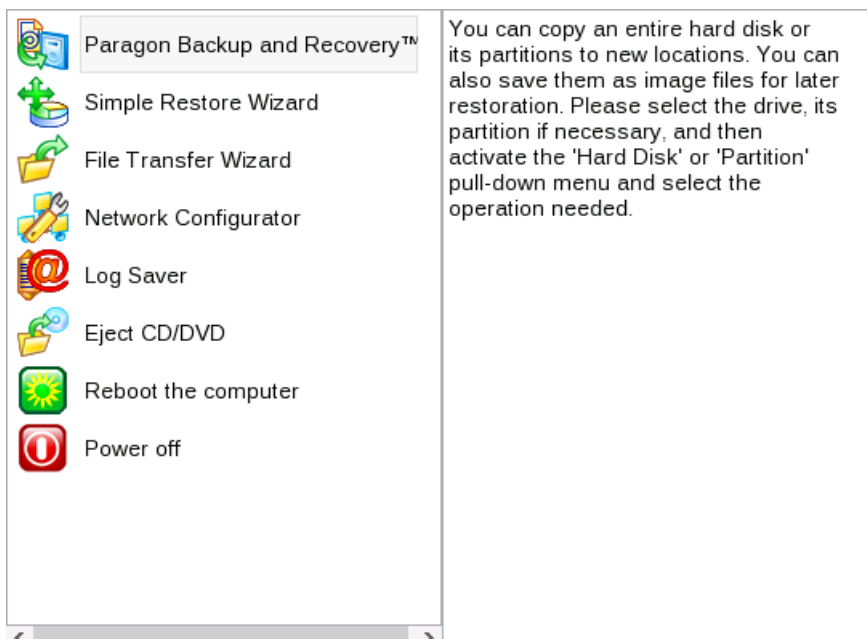 Paragon Backup and Recovery™
Simple Restore Wizard
File Transfer Wizard
Network Configurator
Log Saver
Eject CD/DVD
Reboot the computer
Power off
You can copy an entire hard disk or
its partitions to new locations. You can
also save them as image files for later
restoration. Please select the drive, its
partition if necessary, and then
activate the 'Hard Disk' or 'Partition'
pull-down menu and select the
operation needed.